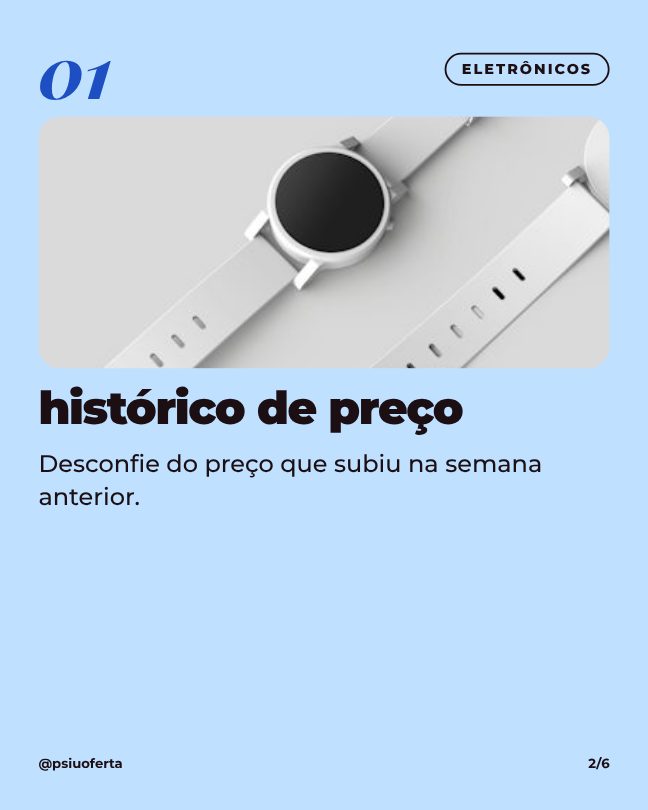 01
ELETRÔNICOS
histórico de preço
Desconfie do preço que subiu na semana
anterior.
@psiuoferta
2/6